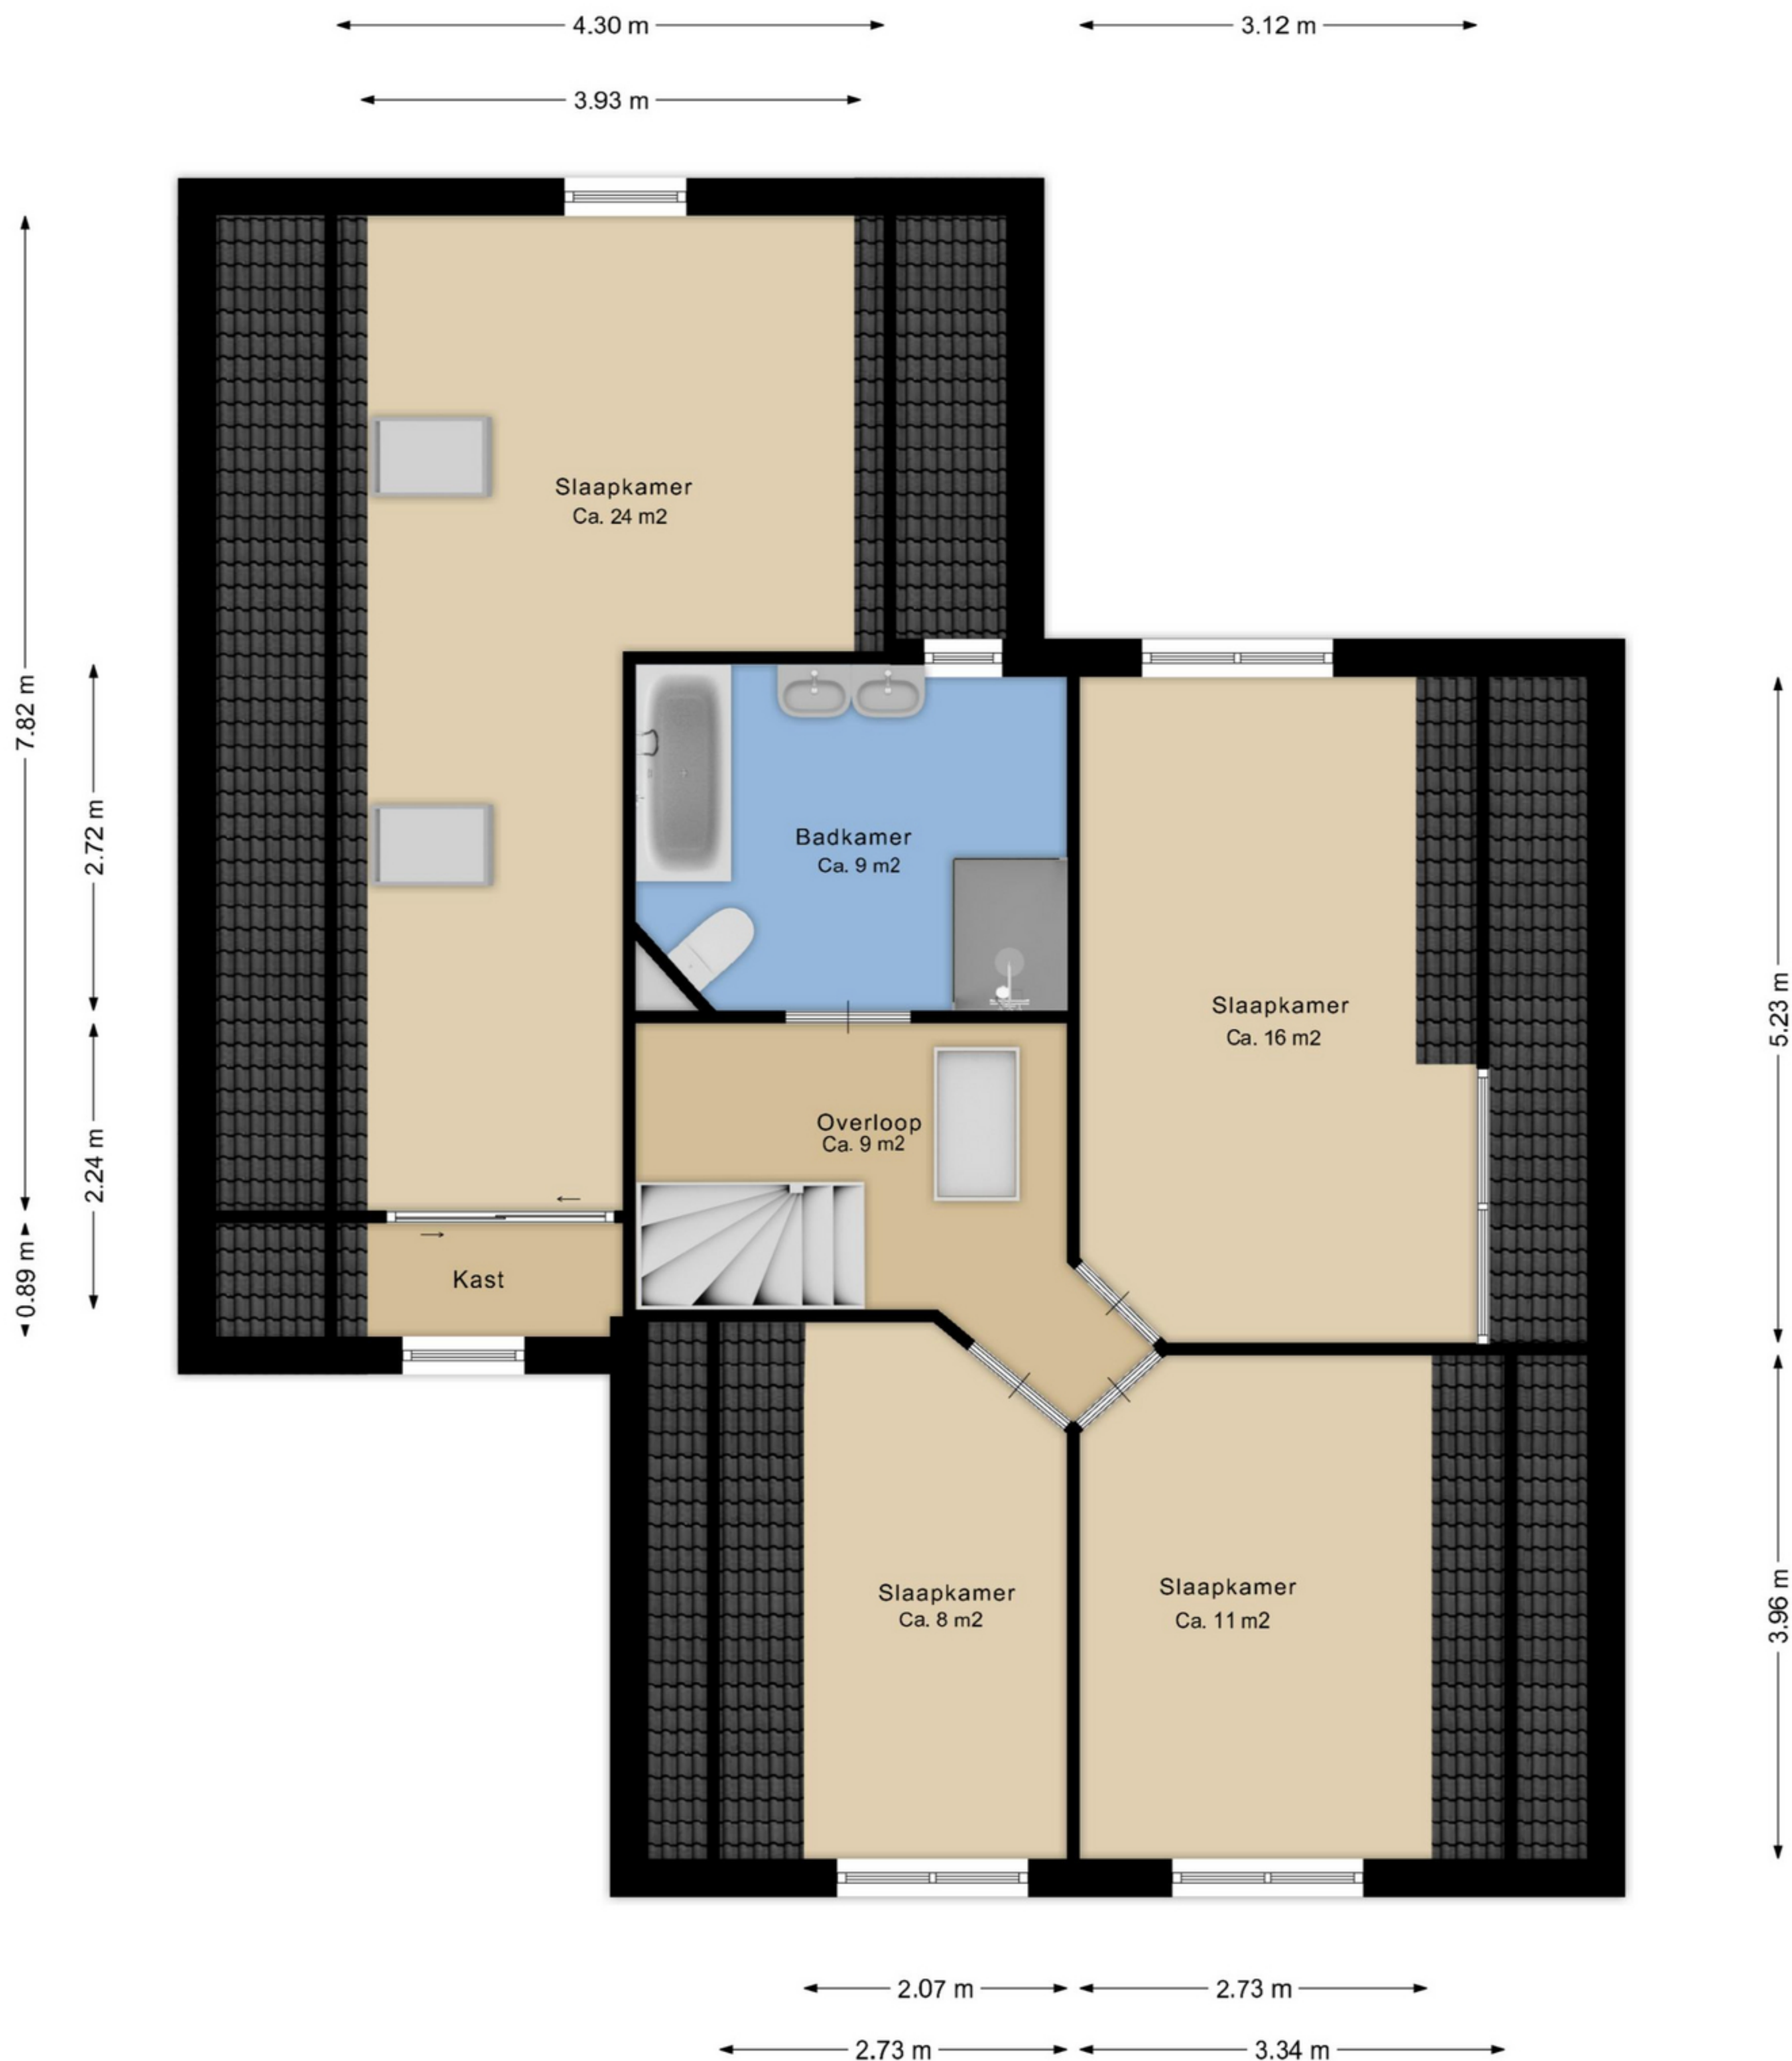 4.30 m
3.12 m
3.93 m
Slaapkamer
Ca. 24 m2
7.82 m
2.72 m
Badkamer
Ca. 9 m2
Slaapkamer
Ca. 16 m2
5.23 m
Overloop
Ca. 9 m2
2.24 m
0.89 m
Kast
Slaapkamer
Ca. 8 m2
Slaapkamer
Ca. 11 m2
3.96 m
2.07 m
2.73 m
2.73 m
3.34 m